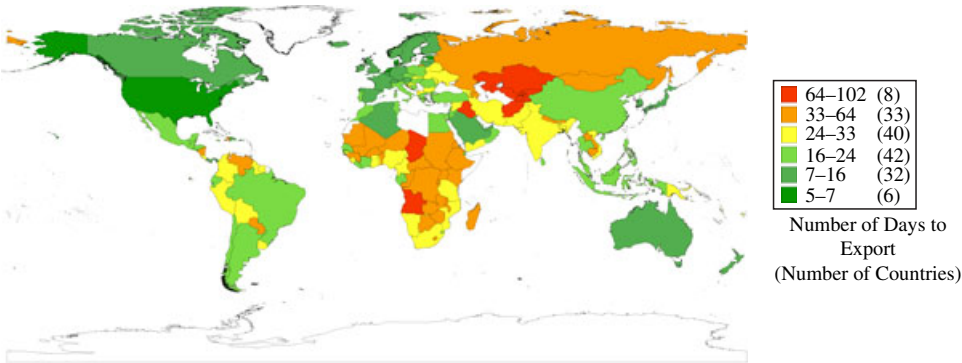 64–102 (8)
33–64 (33)
24–33 (40)
16–24 (42)
7–16 (32)
5–7 (6)
Number of Days to
Export
(Number of Countries)